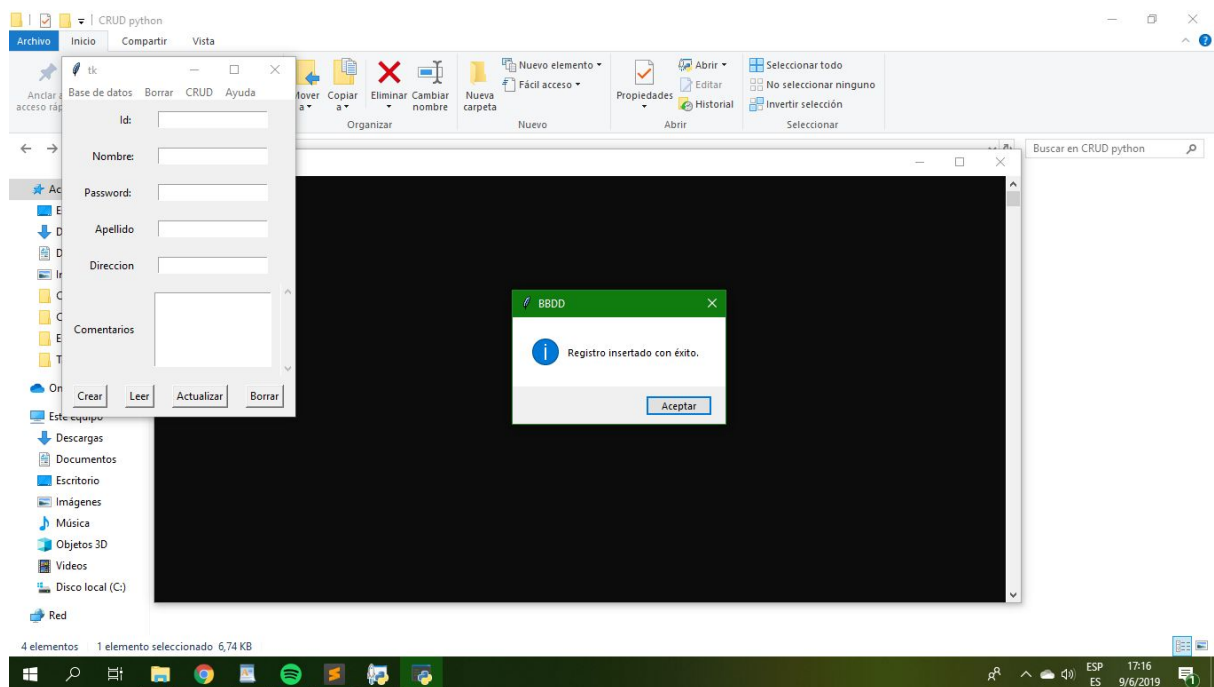 CRUD python
Archivo Inicio Compartir Vista
Anclar a
acceso ráp
Mover
a
Copiar
a
Eliminar
Cambiar
nombre
Nueva
carpeta
Nuevo elemento
Fácil acceso
Propiedades
Abrir
Editar
Historial
Seleccionar todo
No seleccionar ninguno
Invertir selección
Organizar
Nuevo
Abrir
Seleccionar
Buscar en CRUD python
tk
Base de datos Borrar CRUD Ayuda
Id:
Nombre:
Password:
Apellido
Direccion
Comentarios
Crear Leer Actualizar Borrar
BBDD
Registro insertado con éxito.
Aceptar
Ac
E
D
D
Ir
C
C
E
T
On
Este equipo
Descargas
Documentos
Escritorio
Imágenes
Música
Objetos 3D
Videos
Disco local (C:)
Red
4 elementos 1 elemento seleccionado 6,74 KB
ESP
ES
17:16
9/6/2019